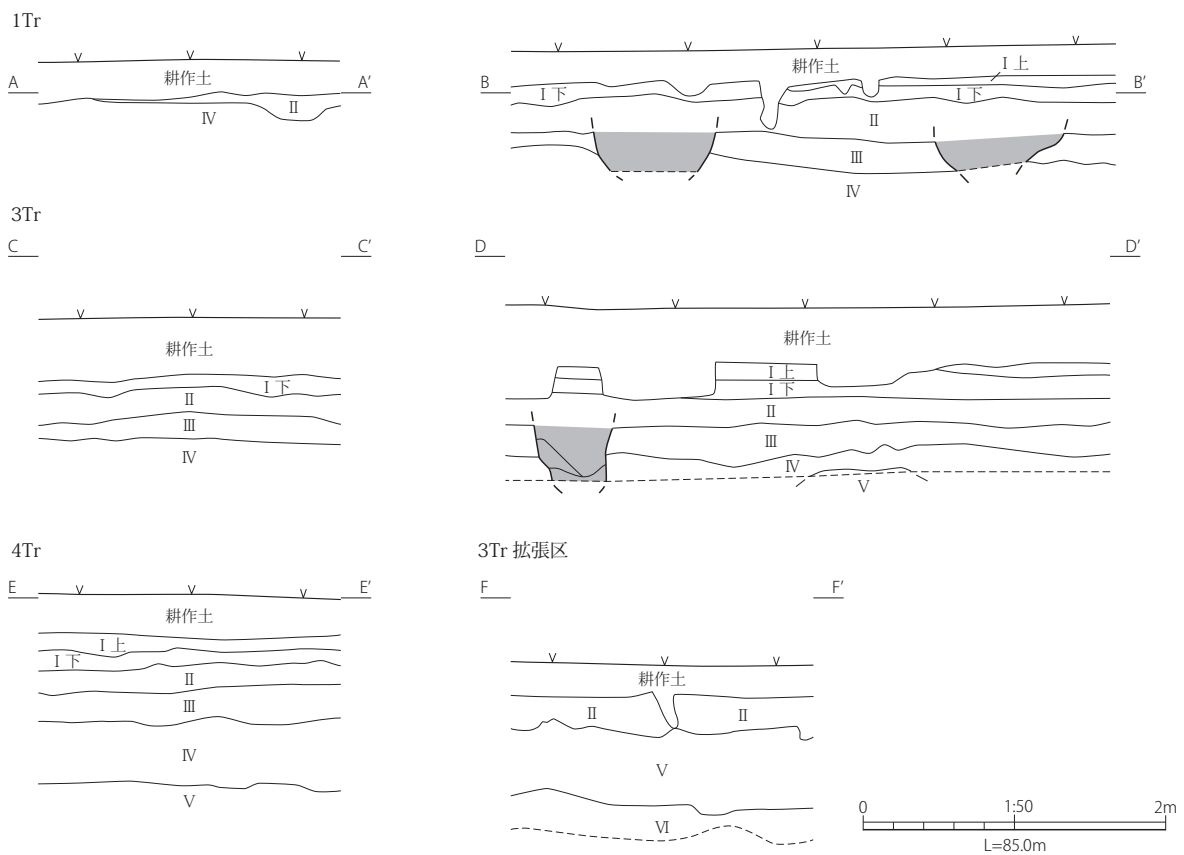 1Tr
耕作土
A
A′
Ⅱ
Ⅳ
耕作土
Ⅰ上
B
B′
Ⅰ下
Ⅰ下
Ⅱ
Ⅲ
Ⅳ
3Tr
C
C′
耕作土
Ⅰ下
Ⅱ
Ⅲ
Ⅳ
D
D′
耕作土
Ⅰ上
Ⅰ下
Ⅱ
Ⅲ
Ⅳ
Ⅴ
4Tr
E
E′
耕作土
Ⅰ上
Ⅰ下
Ⅱ
Ⅲ
Ⅳ
Ⅴ
3Tr 拡張区
F
F′
耕作土
Ⅱ
Ⅱ
Ⅴ
Ⅵ
0 1:50 2m
L=85.0m